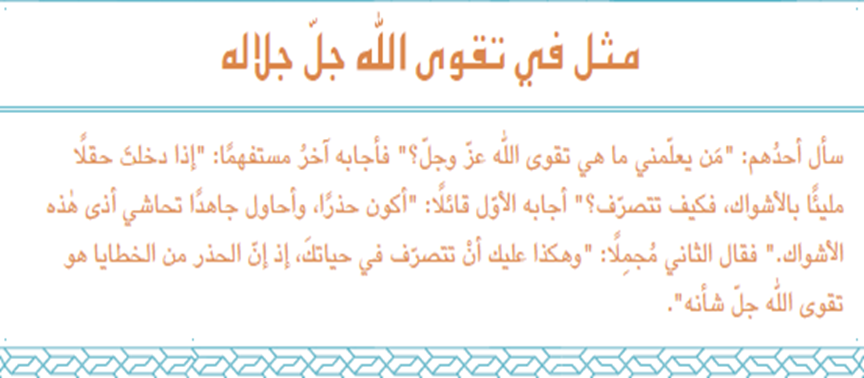 مثل في تقوى الله جلّ جلاله
سأل أحدُهم: "مَن يعلّمني ما هي تقوى الله عزّ وجلّ؟" فأجابه آخرُ مستفهمًا: "إذا دخلتَ حقلًا
مليئًا بالأشواك، فكيف تتصرّف؟" أجابه الأوّل قائلًا: "أكون حذرًا، وأحاول جاهدًا تحاشي أذى هٰذه
الأشواك." فقال الثاني مُجمِلًا: "وهكذا عليك أنْ تتصرّف في حياتكَ، إذ إنّ الحذر من الخطايا هو
تقوى الله جلّ شأنه".